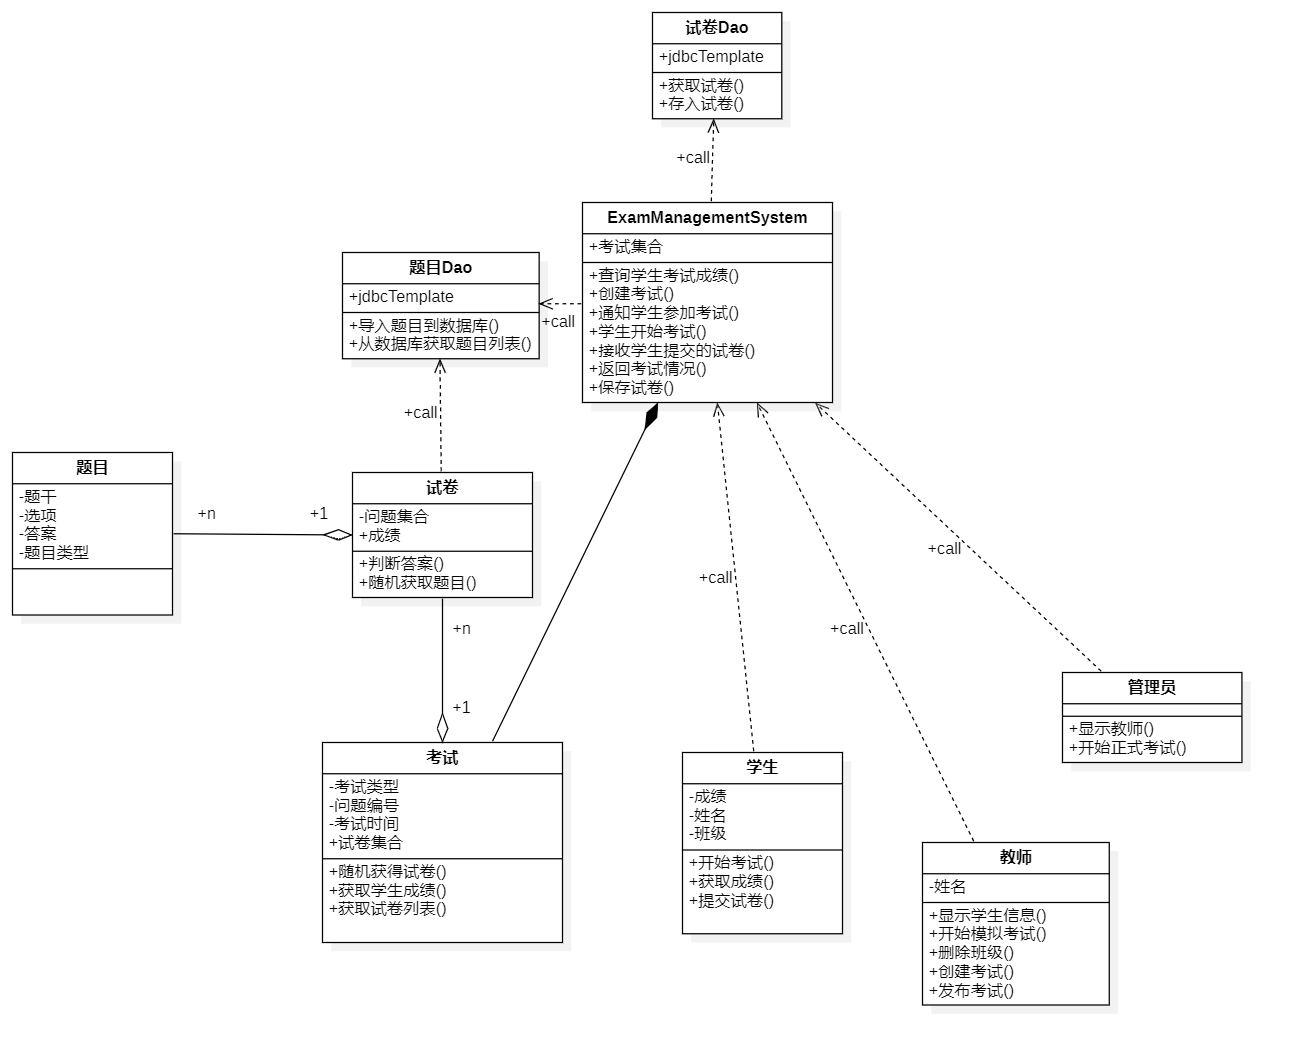 试卷Dao
+jdbcTemplate
+获取试卷()
+存入试卷()
+call
ExamManagementSystem
+考试集合
+查询学生考试成绩()
+创建考试()
+通知学生参加考试()
+学生开始考试()
+接收学生提交的试卷()
+返回考试情况()
+保存试卷()
题目Dao
+jdbcTemplate
+导入题目到数据库()
+从数据库获取题目列表()
+call
+call
题目
-题干
-选项
-答案
-题目类型
+n
+1
试卷
-问题集合
+成绩
+判断答案()
+随机获取题目()
+n
+1
考试
-考试类型
-问题编号
-考试时间
+试卷集合
+随机获得试卷()
+获取学生成绩()
+获取试卷列表()
+call
学生
-成绩
-姓名
-班级
+开始考试()
+获取成绩()
+提交试卷()
+call
教师
-姓名
+显示学生信息()
+开始模拟考试()
+删除班级()
+创建考试()
+发布考试()
+call
管理员
+显示教师()
+开始正式考试()